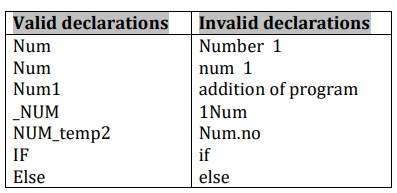 Valid declarations Invalid declarations
Num Number 1
Num num 1
Num1 addition of program
_NUM 1Num
NUM_temp2 Num.no
IF if
Else else